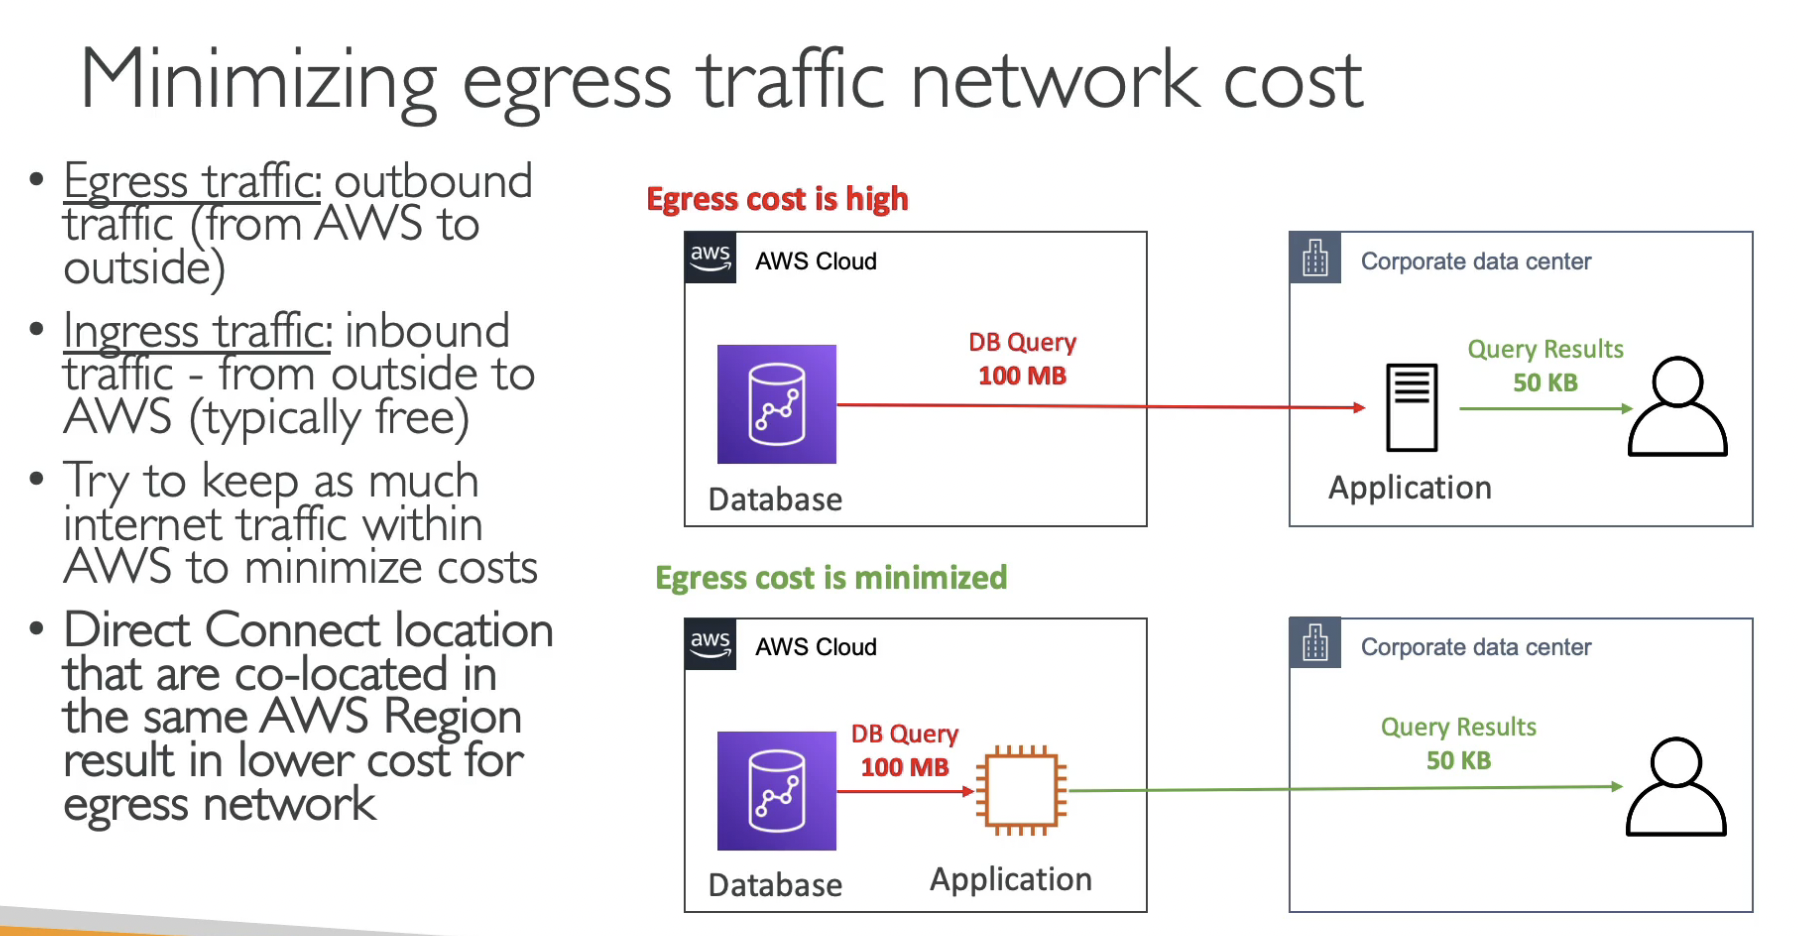 Minimizing egress traffic network cost
• Egress traffic: outbound
traffic (from AWS to
outside)
• Ingress traffic: inbound
traffic - from outside to
AWS (typically free)
• Try to keep as much
internet traffic within
AWS to minimize costs
• Direct Connect location
that are co-located in
the same AWS Region
result in lower cost for
egress network
Egress cost is high
aws
AWS Cloud
DB Query
100 MB
Database
Corporate data center
Query Results
50 KB
Application
Egress cost is minimized
aws
AWS Cloud
DB Query
100 MB
Database
Application
Corporate data center
Query Results
50 KB